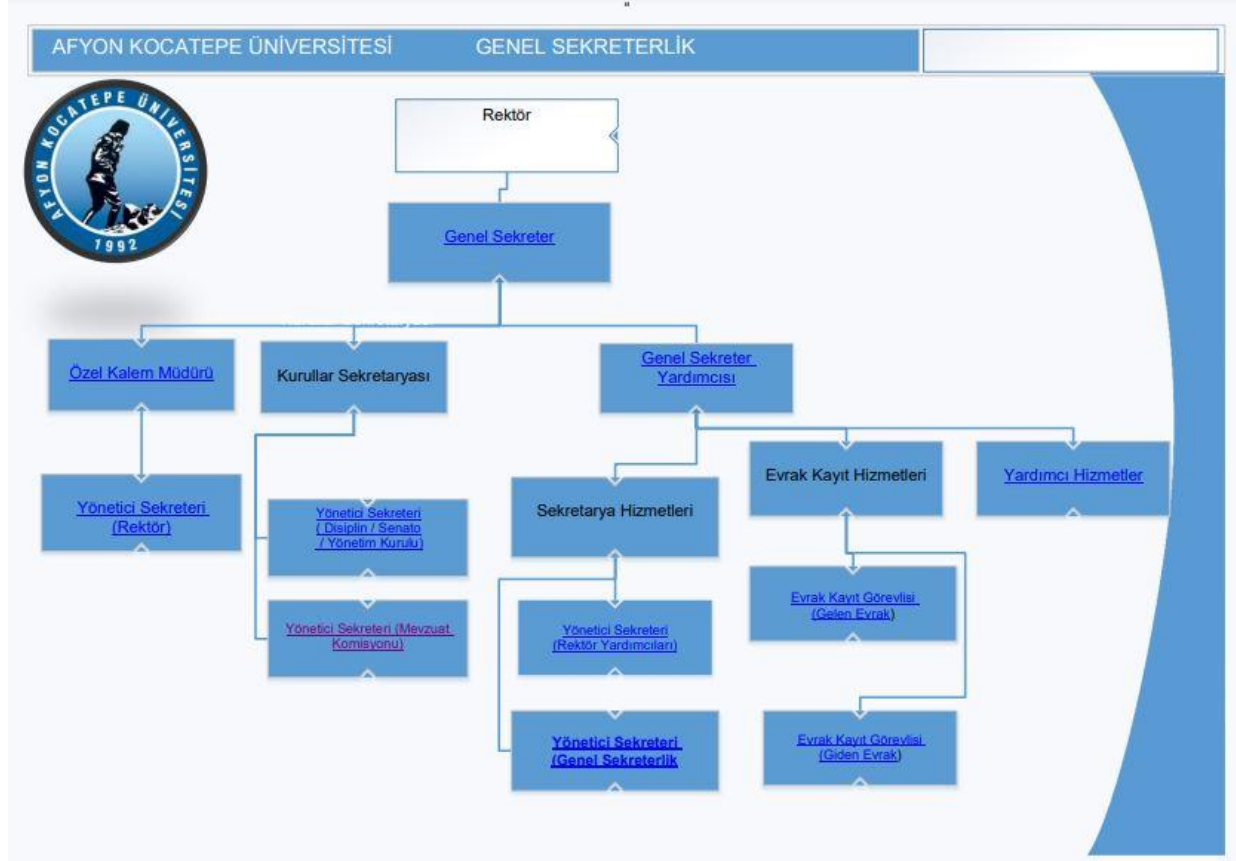 "
AFYON KOCATEPE ÜNİVERSİTESİ GENEL SEKRETERLİK
AFYON KOCATEPE ÜNİVERSİTESİ
1992
Rektör
Genel Sekreter
Özel Kalem Müdürü
Kurullar Sekretaryası
Genel Sekreter
Yardımcısı
Yönetici Sekreteri
(Rektör)
Yönetici Sekreteri
( Disiplin / Senato
/ Yönetim Kurulu)
Yönetici Sekreteri (Mevzuat
Komisyonu)
Sekretarya Hizmetleri
Evrak Kayıt Hizmetleri
Yardımcı Hizmetler
Yönetici Sekreteri
(Rektör Yardımcıları)
Yönetici Sekreteri
(Genel Sekreterlik
Evrak Kayıt Görevlisi
(Gelen Evrak)
Evrak Kayıt Görevlisi
(Giden Evrak)